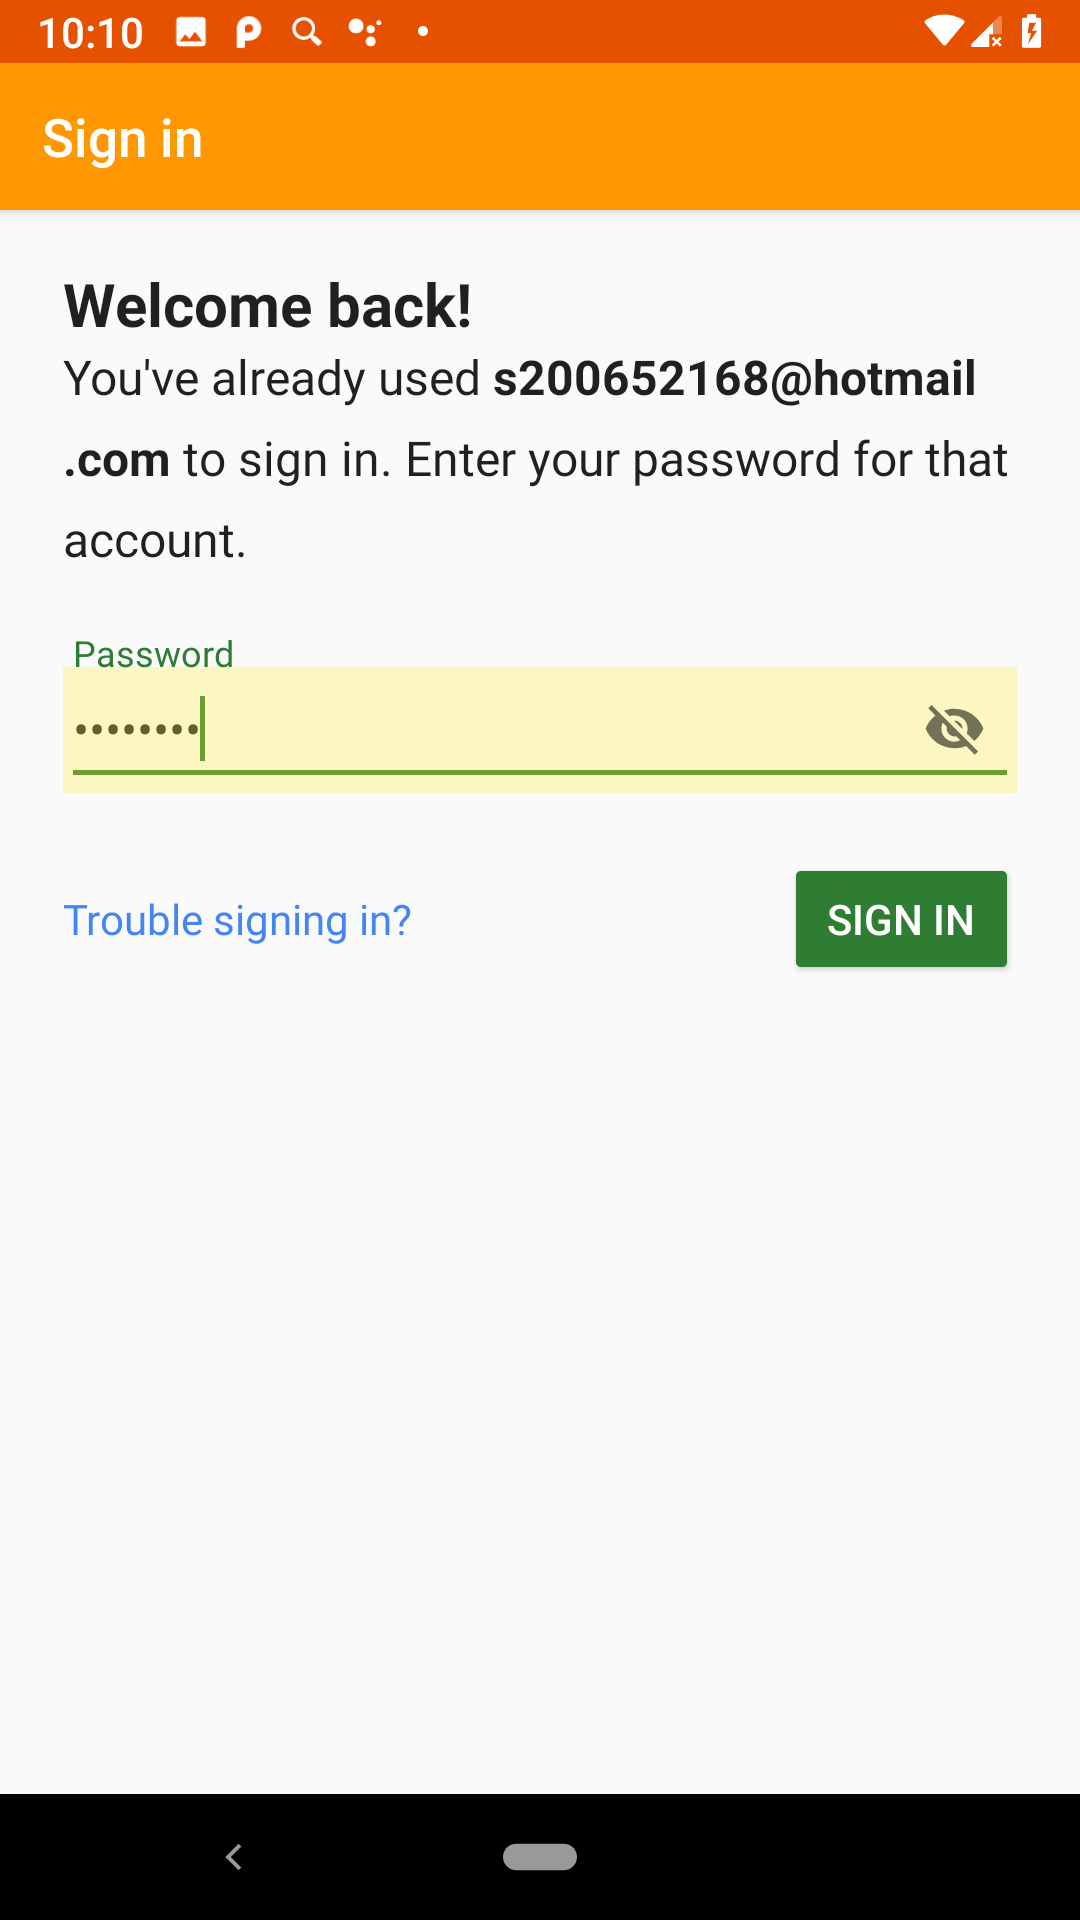 10:10
Sign in
Welcome back!
You've already used s200652168@hotmail
.com to sign in. Enter your password for that
account.
Password
••••••••
Trouble signing in?
SIGN IN